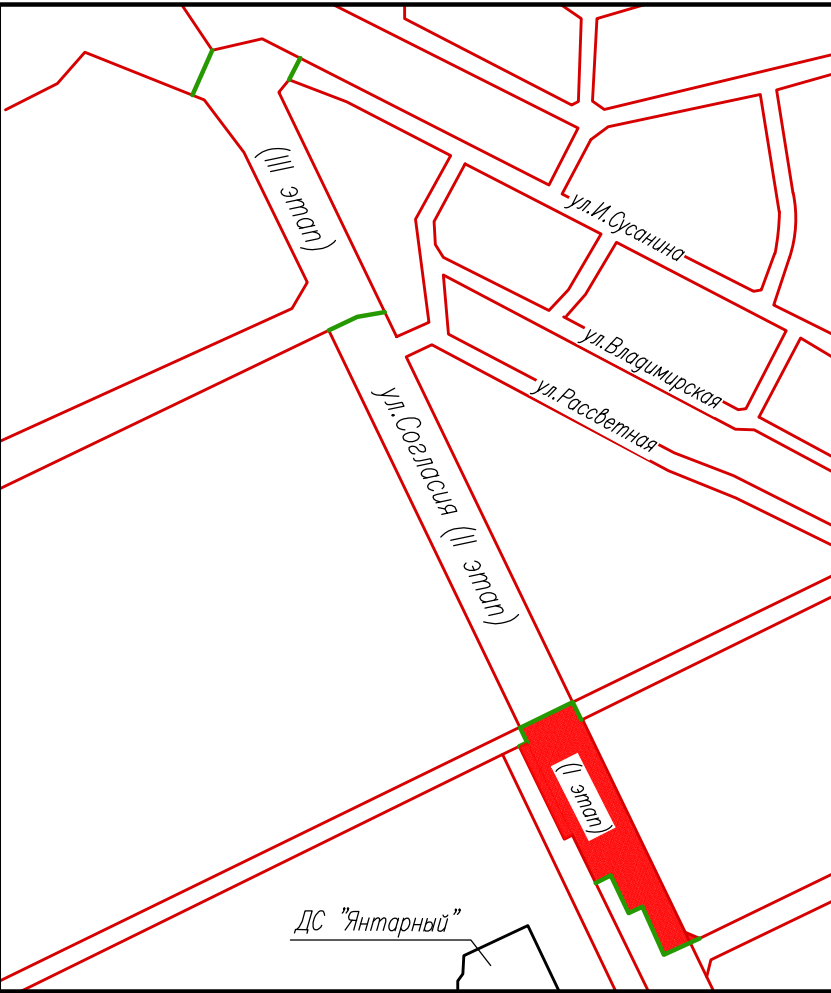 (III этап)
ул.И.Сусанина
ул.Владимирская
ул.Рассветная
ул.Согласия (II этап)
(I этап)
ДС "Янтарный"